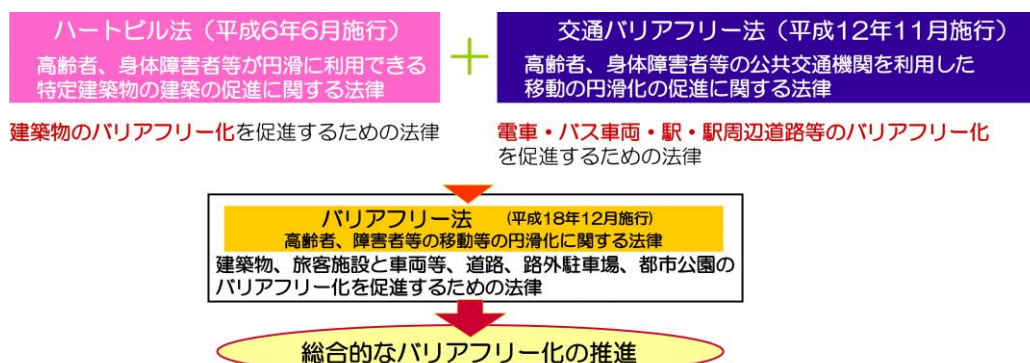 ハートビル法（平成6年6月施行）
高齢者、身体障害者等が円滑に利用できる
特定建築物の建築の促進に関する法律
建築物のバリアフリー化を促進するための法律
＋
交通バリアフリー法（平成12年11月施行）
高齢者、身体障害者等の公共交通機関を利用した
移動の円滑化の促進に関する法律
電車・バス車両・駅・駅周辺道路等のバリアフリー化
を促進するための法律
バリアフリー法　（平成18年12月施行）
高齢者、障害者等の移動等の円滑化に関する法律
建築物、旅客施設と車両等、道路、路外駐車場、都市公園の
バリアフリー化を促進するための法律
総合的なバリアフリー化の推進